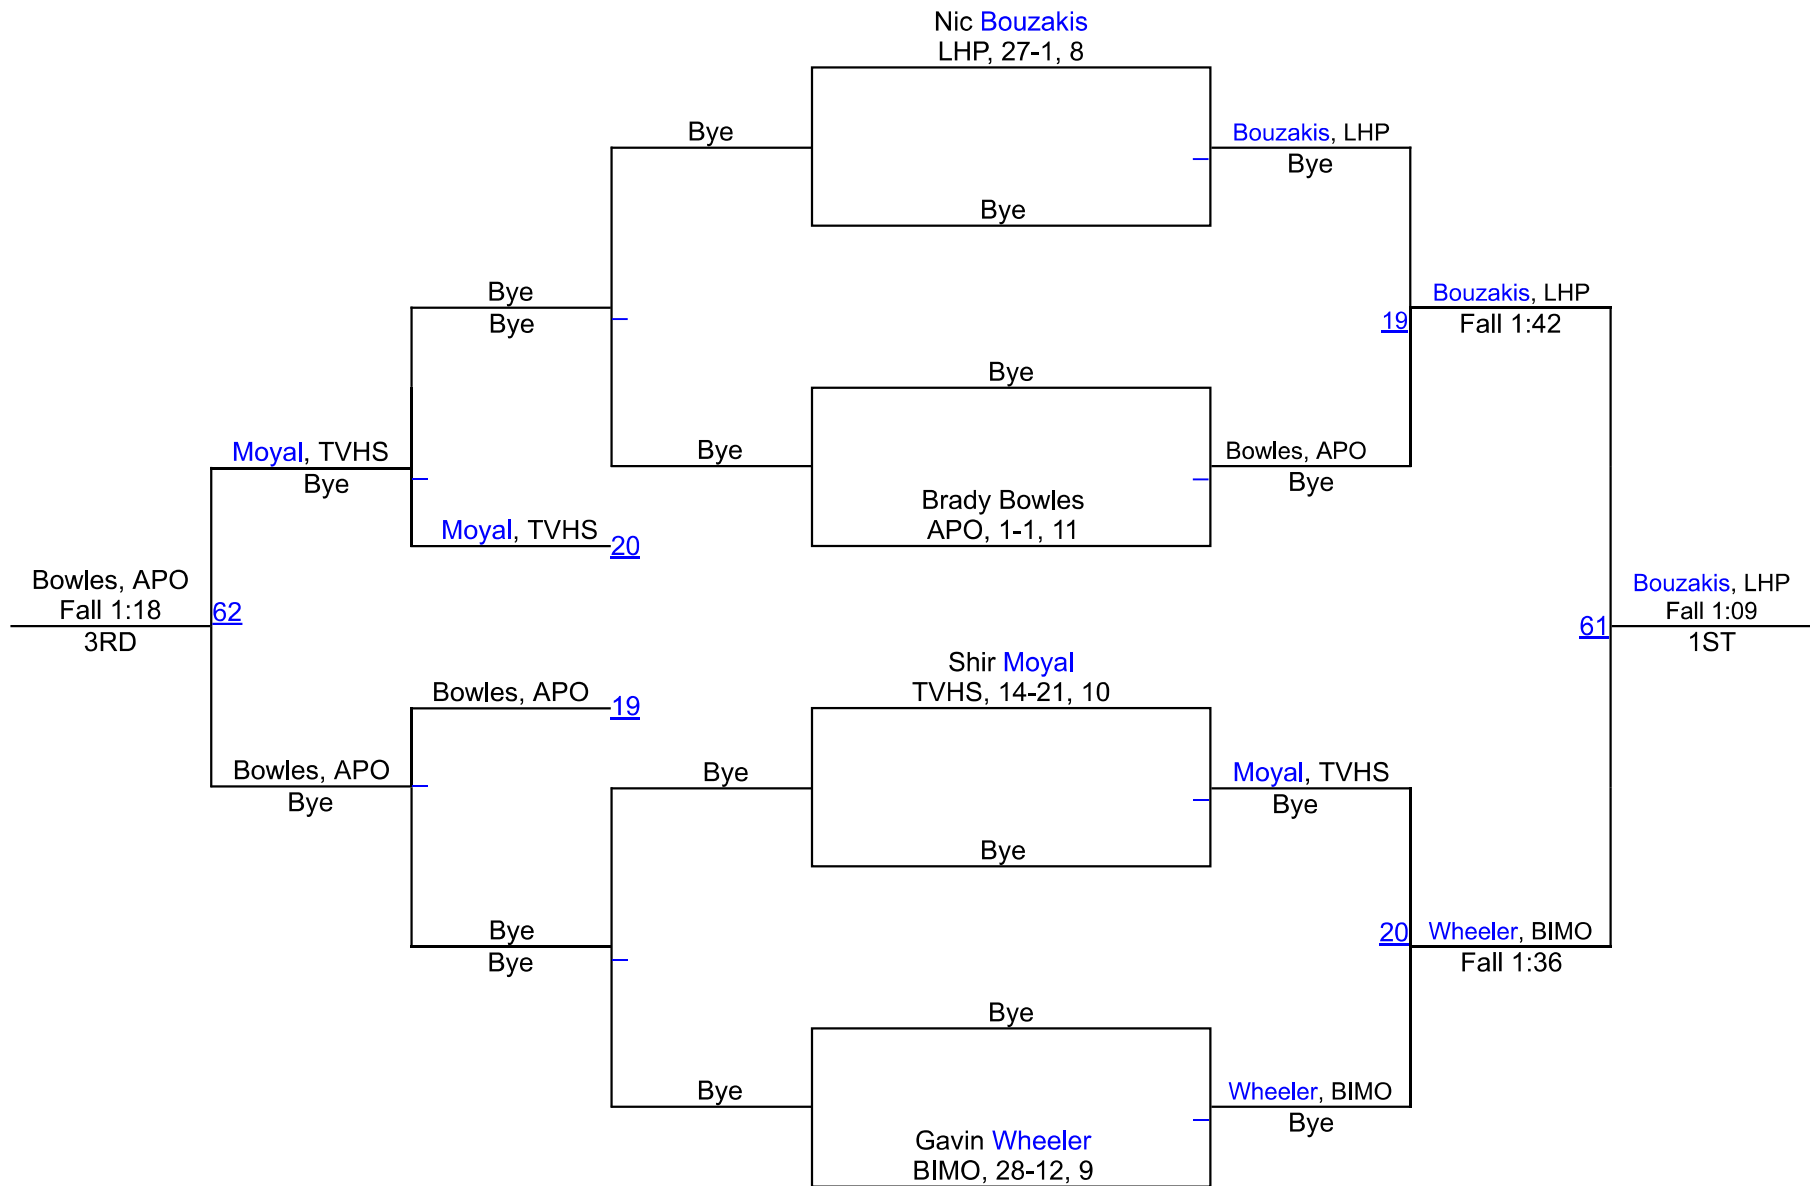 Nic Bouzakis
LHP, 27-1, 8
Bye
Bouzakis, LHP
Bye
Bye
Bye
Bye
Bouzakis, LHP
19
Fall 1:42
Bye
Moyal, TVHS
Bye
Bye
Bowles, APO
Bye
Brady Bowles
APO, 1-1, 11
Moyal, TVHS
20
Bowles, APO
Fall 1:18
62
3RD
Bouzakis, LHP
Fall 1:09
61
1ST
Shir Moyal
TVHS, 14-21, 10
Bowles, APO
19
Bowles, APO
Bye
Bye
Moyal, TVHS
Bye
Bye
Bye
Bye
20
Wheeler, BIMO
Fall 1:36
Bye
Bye
Wheeler, BIMO
Bye
Gavin Wheeler
BIMO, 28-12, 9